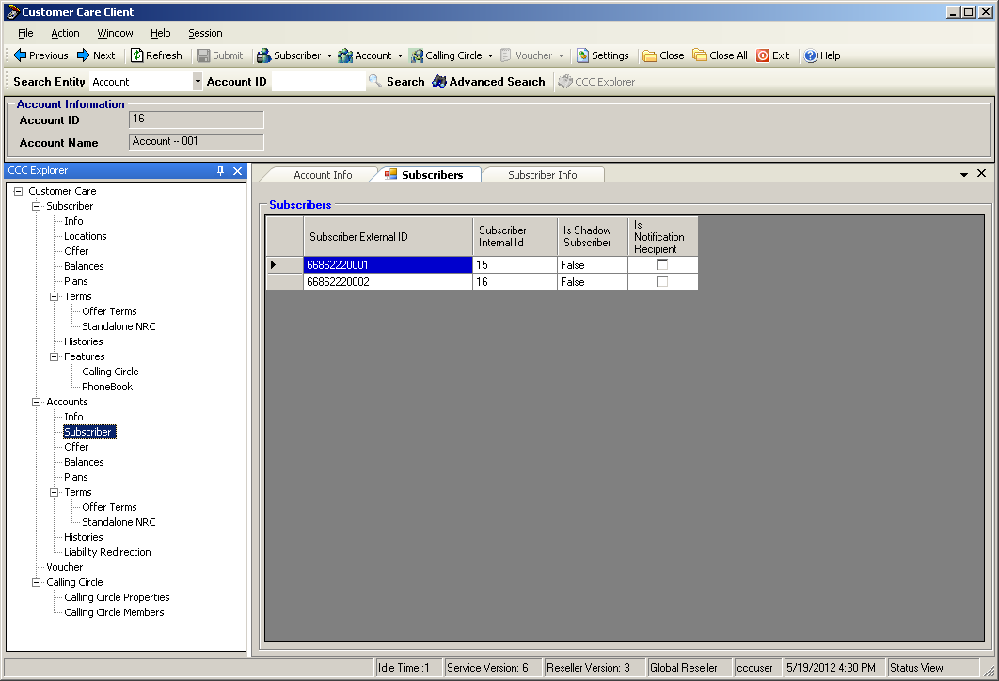 Customer Care Client
File Action Window Help Session
Previous Next Refresh Submit Subscriber Account Calling Circle Voucher Settings Close Close All Exit Help
Search Entity Account Account ID Search Advanced Search CCC Explorer
Account Information
Account ID 16
Account Name Account -- 001
CCC Explorer
Customer Care
Subscriber
Info
Locations
Offer
Balances
Plans
Terms
Offer Terms
Standalone NRC
Histories
Features
Calling Circle
PhoneBook
Accounts
Info
Subscriber
Offer
Balances
Plans
Terms
Offer Terms
Standalone NRC
Histories
Liability Redirection
Voucher
Calling Circle
Calling Circle Properties
Calling Circle Members
Account Info Subscribers Subscriber Info
Subscribers
Subscriber External ID Subscriber Internal Id Is Shadow Subscriber Is Notification Recipient
66862220001 15 False
66862220002 16 False
Idle Time :1 Service Version: 6 Reseller Version: 3 Global Reseller cccuser 5/19/2012 4:30 PM Status View